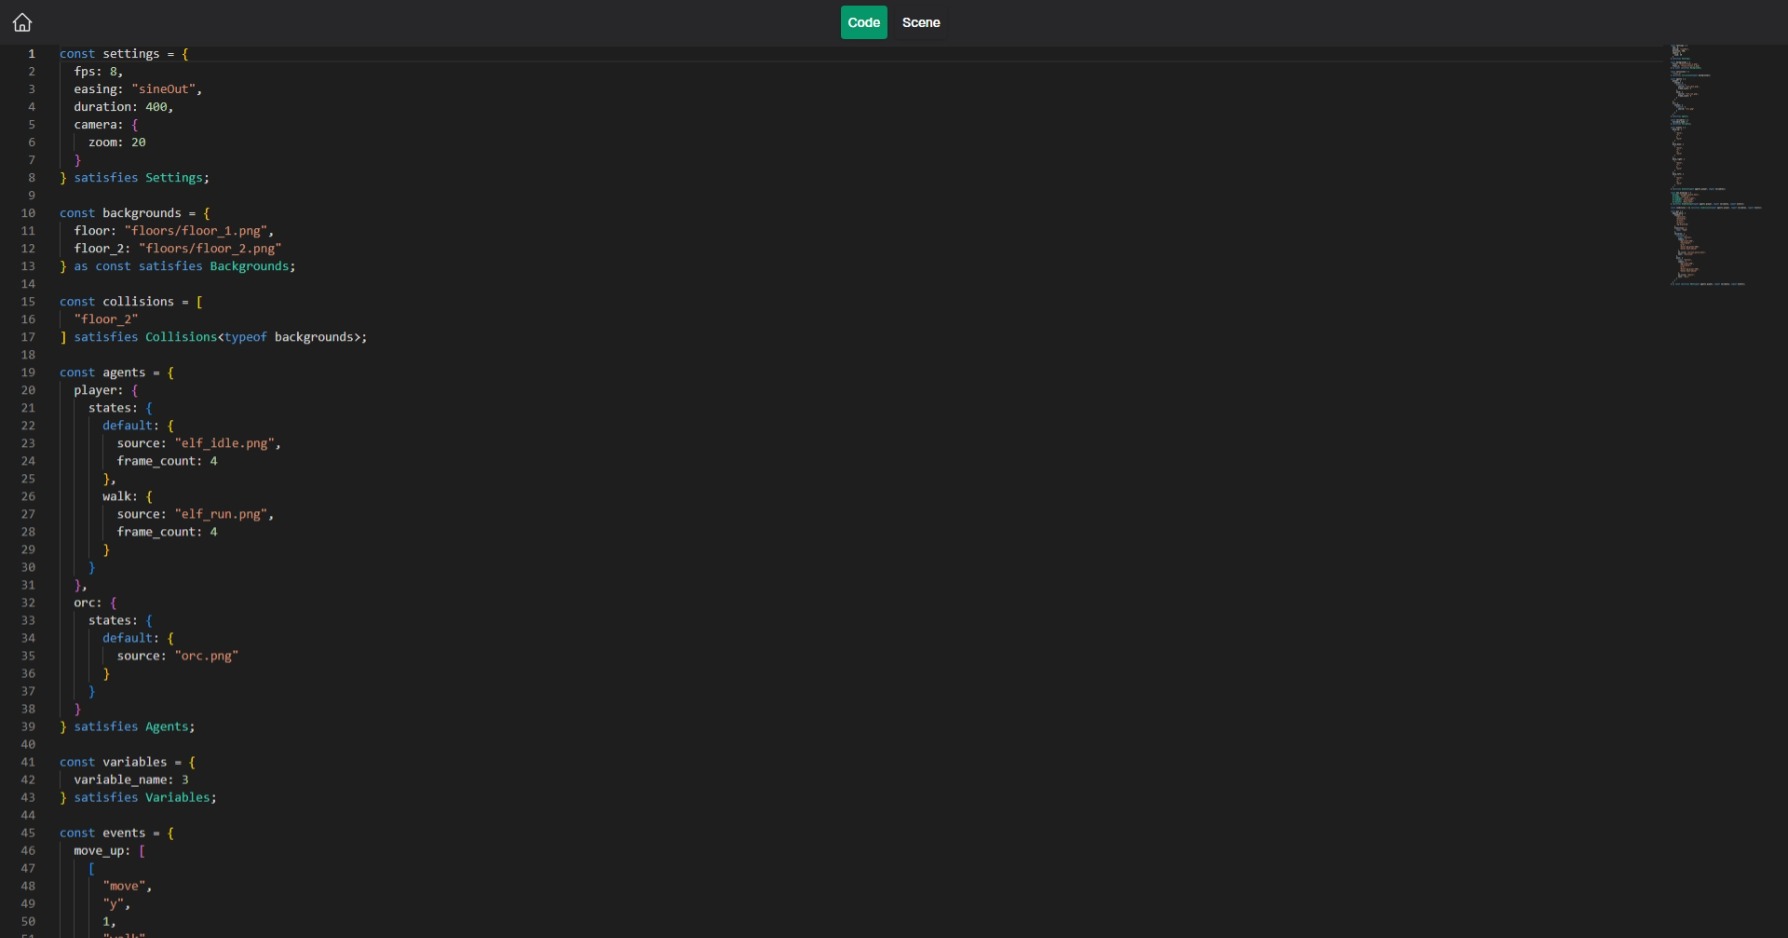 Code Scene
1 const settings = {
2 fps: 8,
3 easing: "sineOut",
4 duration: 400,
5 camera: {
6 zoom: 20
7 }
8 } satisfies Settings;
9
10 const backgrounds = {
11 floor: "floors/floor_1.png",
12 floor_2: "floors/floor_2.png"
13 } as const satisfies Backgrounds;
14
15 const collisions = [
16 "floor_2"
17 ] satisfies Collisions<typeof backgrounds>;
18
19 const agents = {
20 player: {
21 states: {
22 default: {
23 source: "elf_idle.png",
24 frame_count: 4
25 },
26 walk: {
27 source: "elf_run.png",
28 frame_count: 4
29 }
30 }
31 },
32 orc: {
33 states: {
34 default: {
35 source: "orc.png"
36 }
37 }
38 }
39 } satisfies Agents;
40
41 const variables = {
42 variable_name: 3
43 } satisfies Variables;
44
45 const events = {
46 move_up: [
47 [
48 "move",
49 "y",
50 1,
51 "walk"